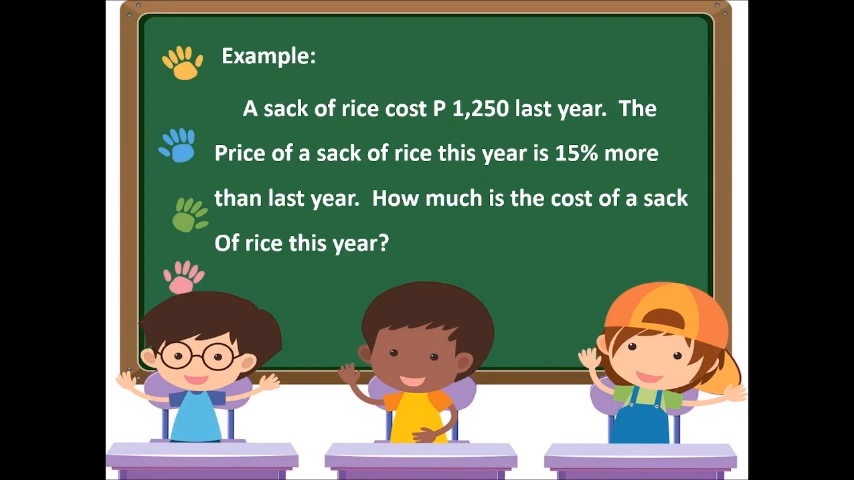 Example:
A sack of rice cost P 1,250 last year. The
Price of a sack of rice this year is 15% more
than last year. How much is the cost of a sack
Of rice this year?